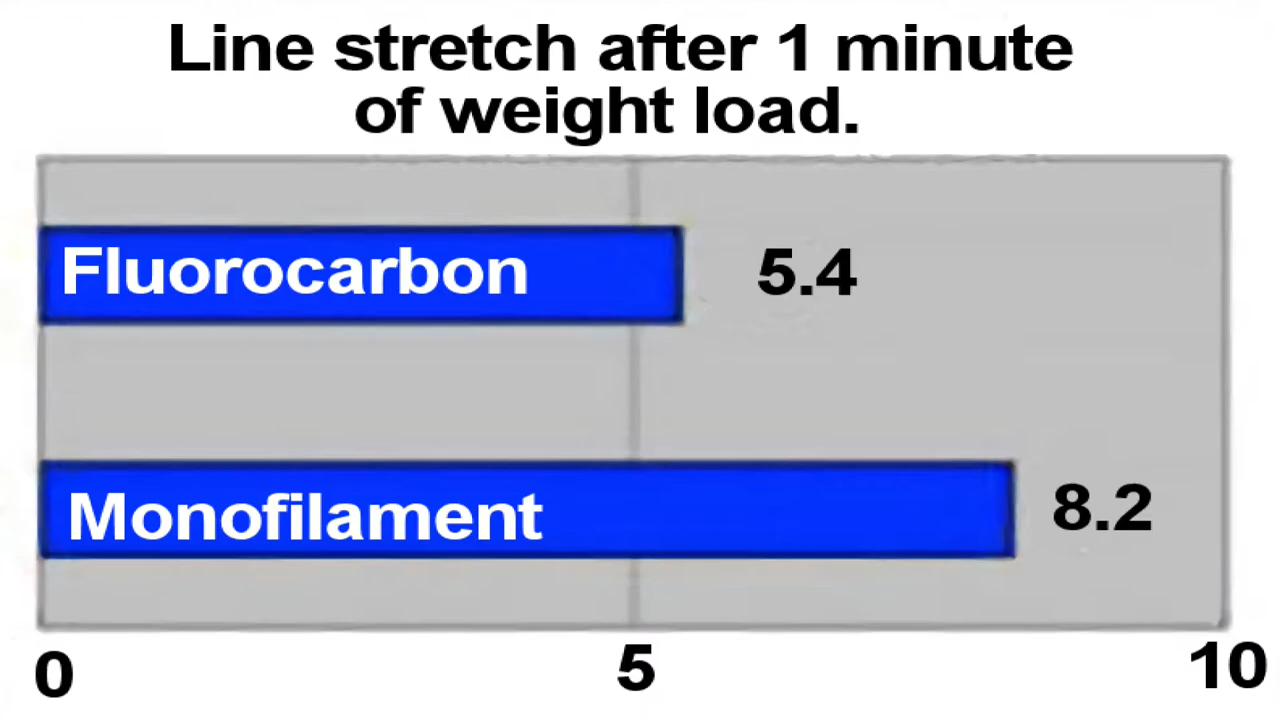 Line stretch after 1 minute
of weight load.
Fluorocarbon 5.4
Monofilament 8.2
0 5 10